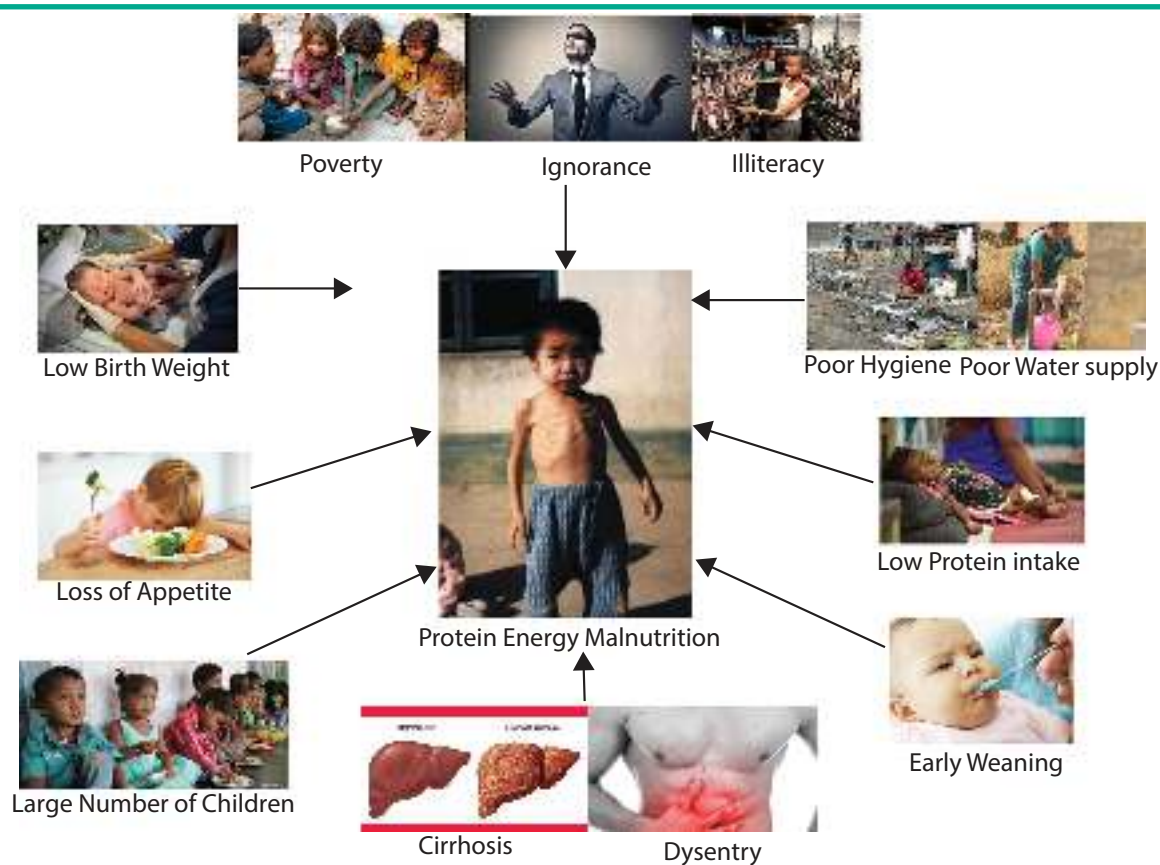 Poverty
Ignorance
Illiteracy
Low Birth Weight
Poor Hygiene
Poor Water supply
Loss of Appetite
Low Protein intake
Protein Energy Malnutrition
Large Number of Children
Early Weaning
Cirrhosis
Dysentry